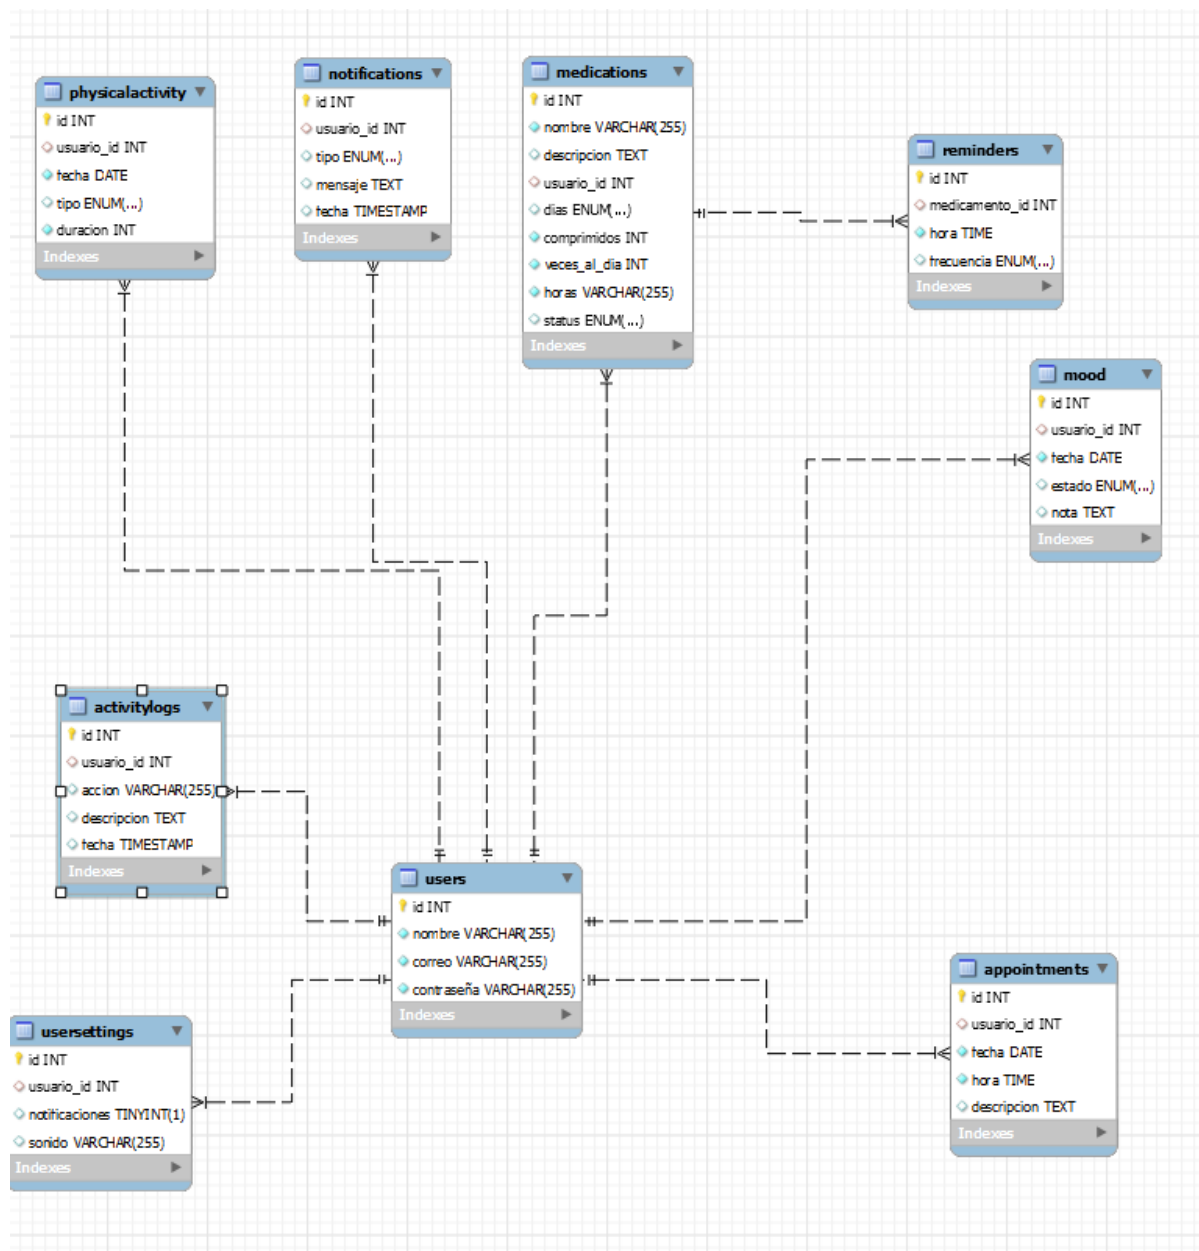 physicalactivity
id INT
usuario_id INT
fecha DATE
tipo ENUM(...)
duracion INT
Indexes
notifications
id INT
usuario_id INT
tipo ENUM(...)
mensaje TEXT
fecha TIMESTAMP
Indexes
medications
id INT
nombre VARCHAR(255)
descripcion TEXT
usuario_id INT
dias ENUM(...)
comprimidos INT
veces_al_dia INT
horas VARCHAR(255)
status ENUM(...)
Indexes
reminders
id INT
medicamento_id INT
hora TIME
frecuencia ENUM(...)
Indexes
mood
id INT
usuario_id INT
fecha DATE
estado ENUM(...)
nota TEXT
Indexes
activitylogs
id INT
usuario_id INT
accion VARCHAR(255)
descripcion TEXT
fecha TIMESTAMP
Indexes
users
id INT
nombre VARCHAR(255)
correo VARCHAR(255)
contraseña VARCHAR(255)
Indexes
usersettings
id INT
usuario_id INT
notificaciones TINYINT(1)
sonido VARCHAR(255)
Indexes
appointments
id INT
usuario_id INT
fecha DATE
hora TIME
descripcion TEXT
Indexes